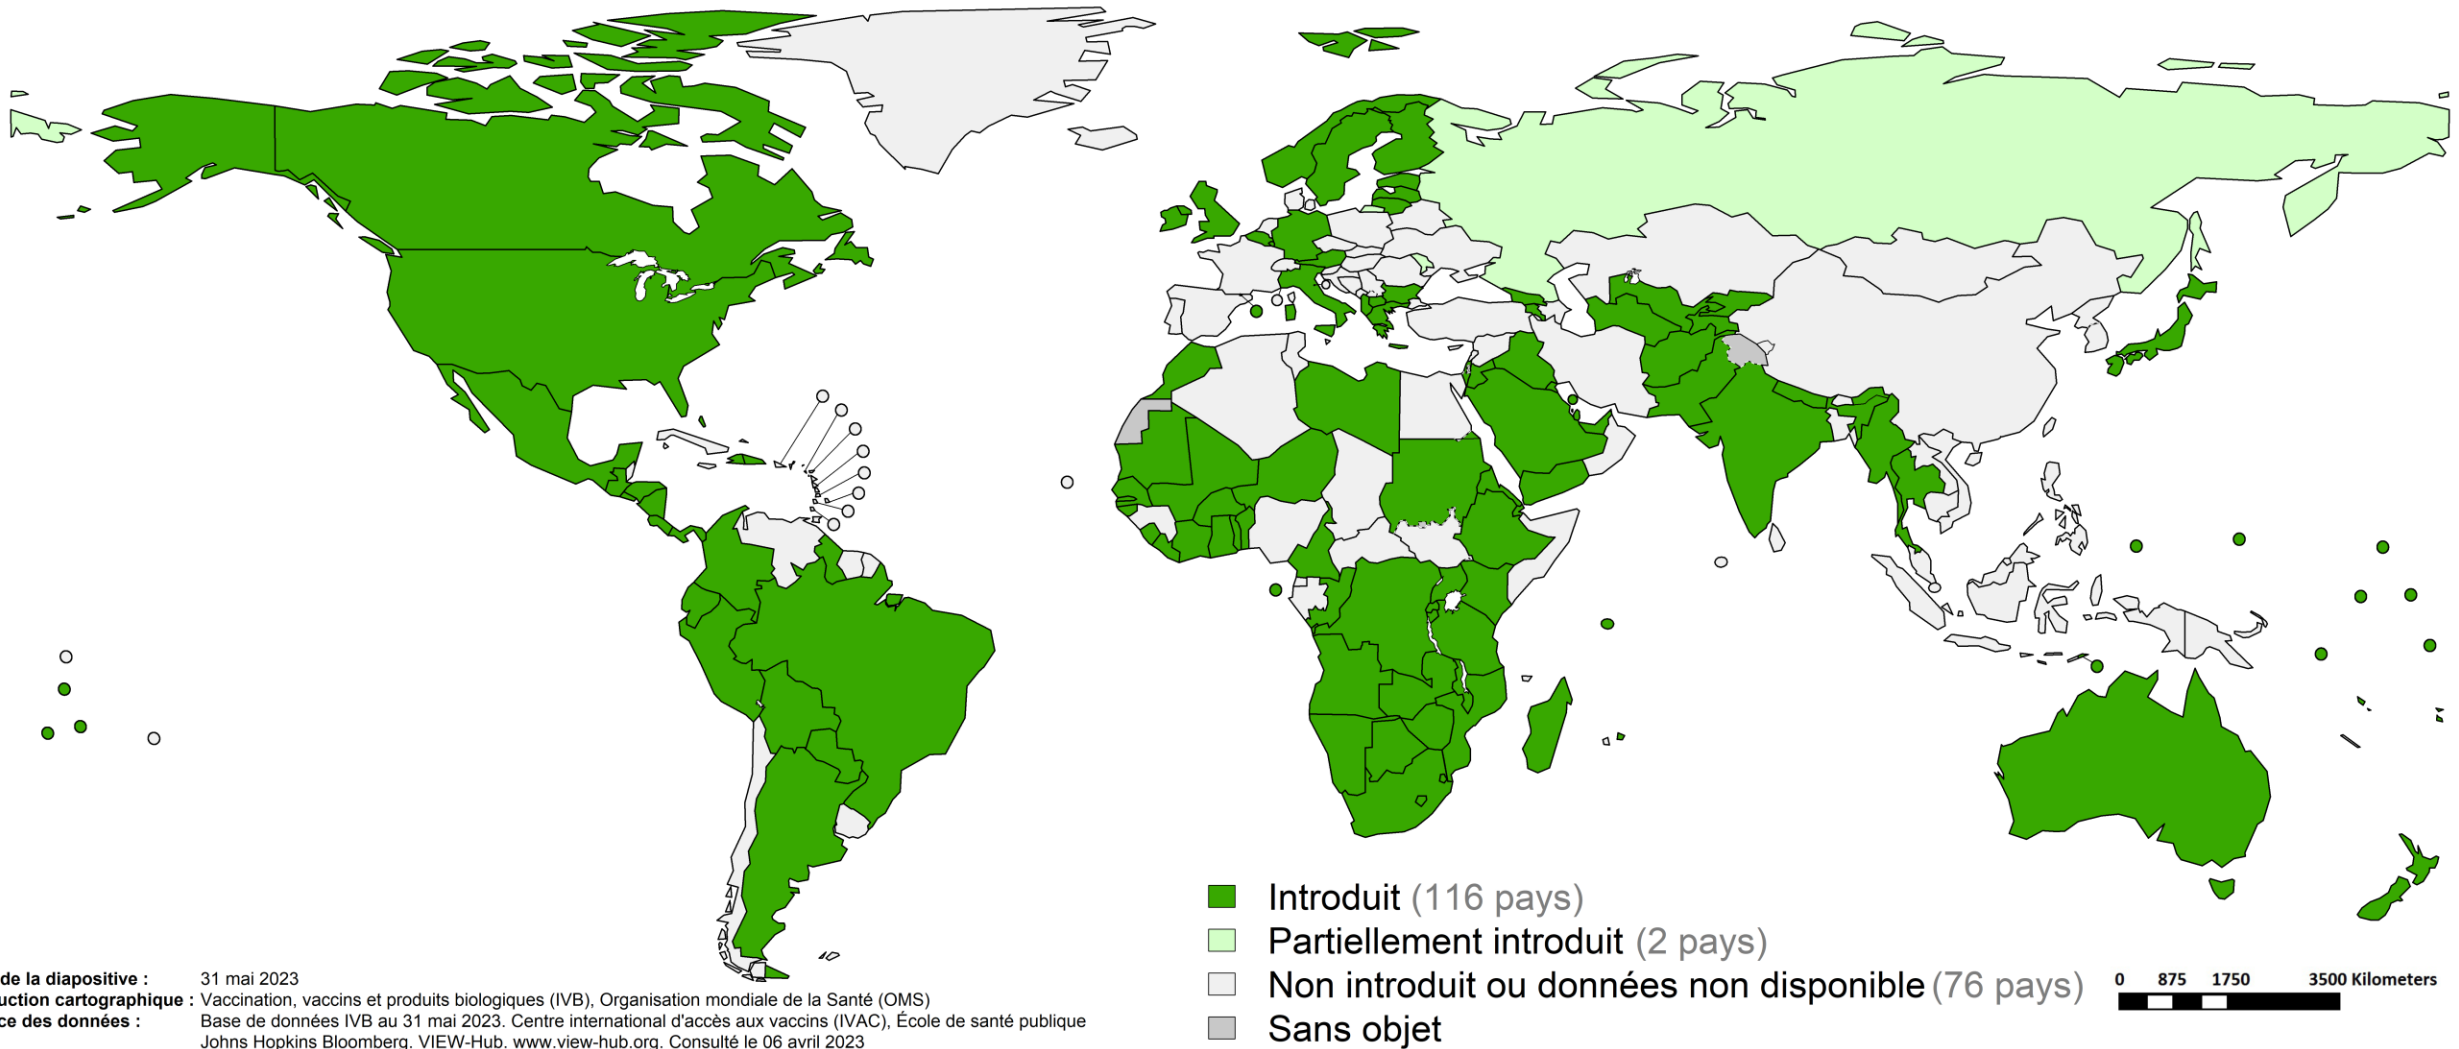 Introduit (116 pays)
Partiellement introduit (2 pays)
Non introduit ou données non disponible (76 pays)
Sans objet
0 875 1750 3500 Kilometers
de la diapositive : 31 mai 2023
uction cartographique : Vaccination, vaccins et produits biologiques (IVB), Organisation mondiale de la Santé (OMS)
ce des données : Base de données IVB au 31 mai 2023. Centre international d'accès aux vaccins (IVAC), École de santé publique
Johns Hopkins Bloomberg. VIEW-Hub. www.view-hub.org. Consulté le 06 avril 2023